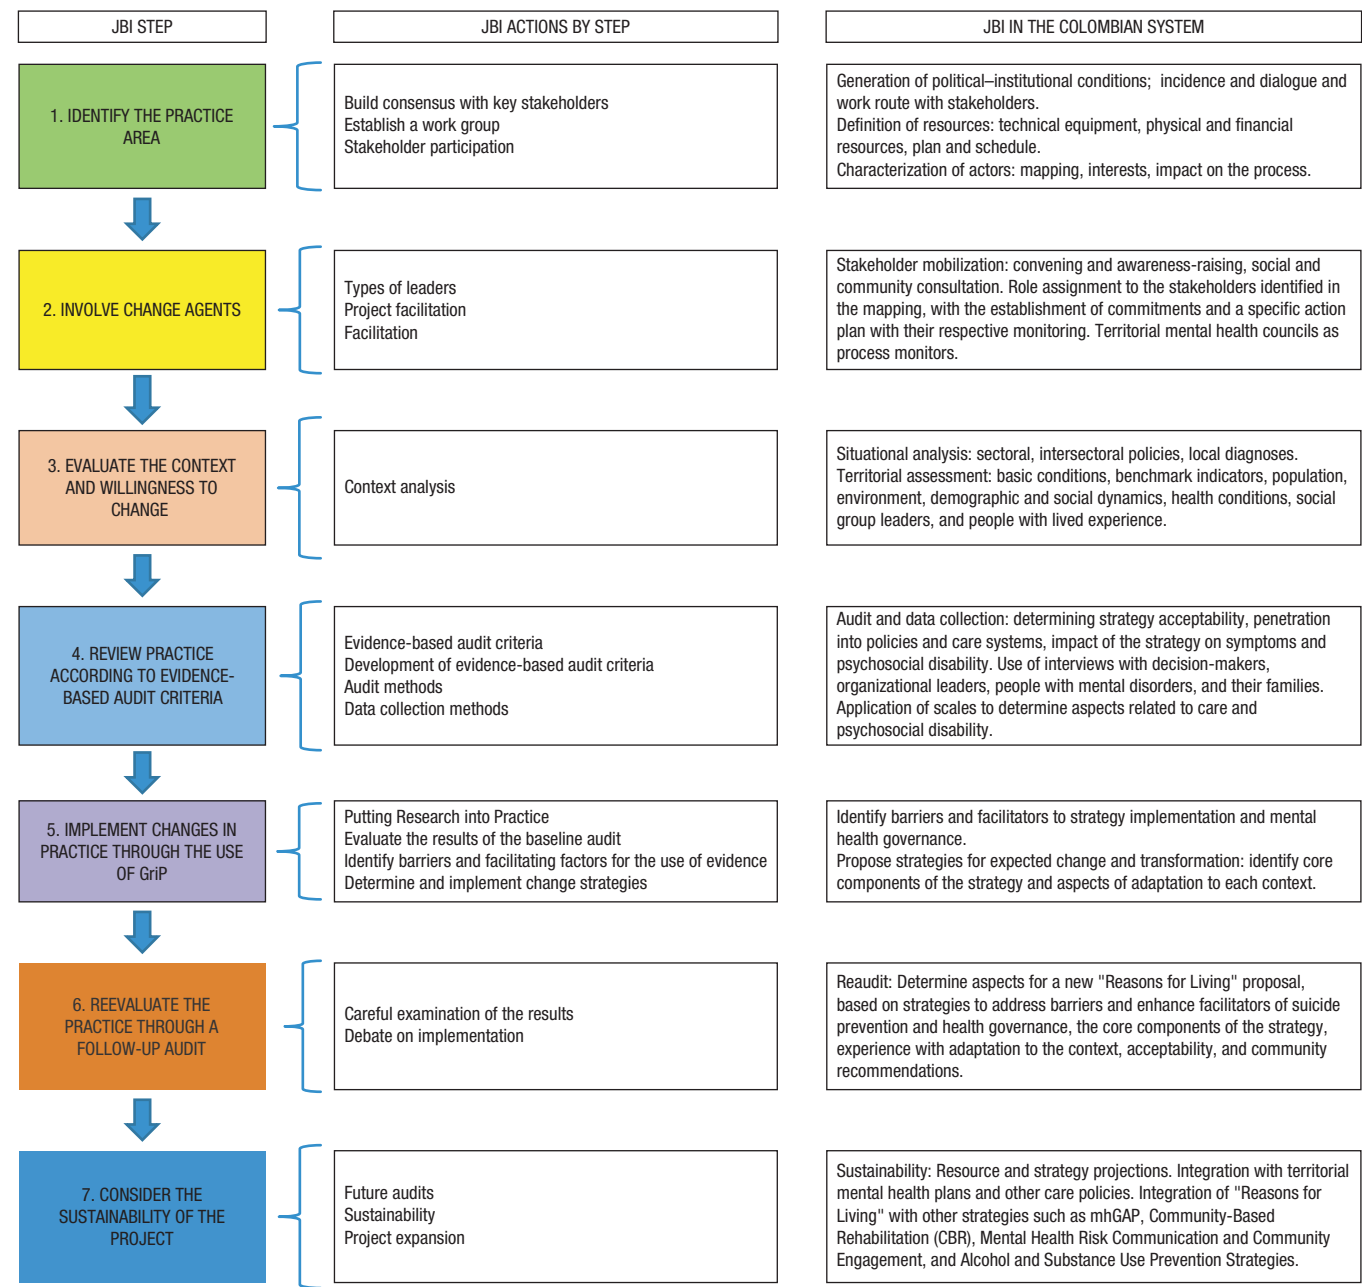 JBI STEP
JBI ACTIONS BY STEP
JBI IN THE COLOMBIAN SYSTEM
1. IDENTIFY THE PRACTICE
AREA
Build consensus with key stakeholders
Establish a work group
Stakeholder participation
Generation of political–institutional conditions; incidence and dialogue and
work route with stakeholders.
Definition of resources: technical equipment, physical and financial
resources, plan and schedule.
Characterization of actors: mapping, interests, impact on the process.
2. INVOLVE CHANGE AGENTS
Types of leaders
Project facilitation
Facilitation
Stakeholder mobilization: convening and awareness-raising, social and
community consultation. Role assignment to the stakeholders identified in
the mapping, with the establishment of commitments and a specific action
plan with their respective monitoring. Territorial mental health councils as
process monitors.
3. EVALUATE THE CONTEXT
AND WILLINGNESS TO
CHANGE
Context analysis
Situational analysis: sectoral, intersectoral policies, local diagnoses.
Territorial assessment: basic conditions, benchmark indicators, population,
environment, demographic and social dynamics, health conditions, social
group leaders, and people with lived experience.
4. REVIEW PRACTICE
ACCORDING TO EVIDENCE-
BASED AUDIT CRITERIA
Evidence-based audit criteria
Development of evidence-based audit criteria
Audit methods
Data collection methods
Audit and data collection: determining strategy acceptability, penetration
into policies and care systems, impact of the strategy on symptoms and
psychosocial disability. Use of interviews with decision-makers,
organizational leaders, people with mental disorders, and their families.
Application of scales to determine aspects related to care and
psychosocial disability.
5. IMPLEMENT CHANGES IN
PRACTICE THROUGH THE USE
OF GriP
Putting Research into Practice
Evaluate the results of the baseline audit
Identify barriers and facilitating factors for the use of evidence
Determine and implement change strategies
Identify barriers and facilitators to strategy implementation and mental
health governance.
Propose strategies for expected change and transformation: identify core
components of the strategy and aspects of adaptation to each context.
6. REEVALUATE THE
PRACTICE THROUGH A
FOLLOW-UP AUDIT
Careful examination of the results
Debate on implementation
Reaudit: Determine aspects for a new "Reasons for Living" proposal,
based on strategies to address barriers and enhance facilitators of suicide
prevention and health governance, the core components of the strategy,
experience with adaptation to the context, acceptability, and community
recommendations.
7. CONSIDER THE
SUSTAINABILITY OF THE
PROJECT
Future audits
Sustainability
Project expansion
Sustainability: Resource and strategy projections. Integration with territorial
mental health plans and other care policies. Integration of "Reasons for
Living" with other strategies such as mhGAP, Community-Based
Rehabilitation (CBR), Mental Health Risk Communication and Community
Engagement, and Alcohol and Substance Use Prevention Strategies.